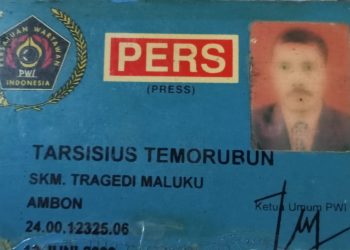 PERSATUAN WARTAWAN
PWI
INDONESIA
PERS
(PRESS)
TARSISIUS TEMORUBUN
SKM. TRAGEDI MALUKU
AMBON
24.00.12325.06
Ketua Umum PWI
JUNI